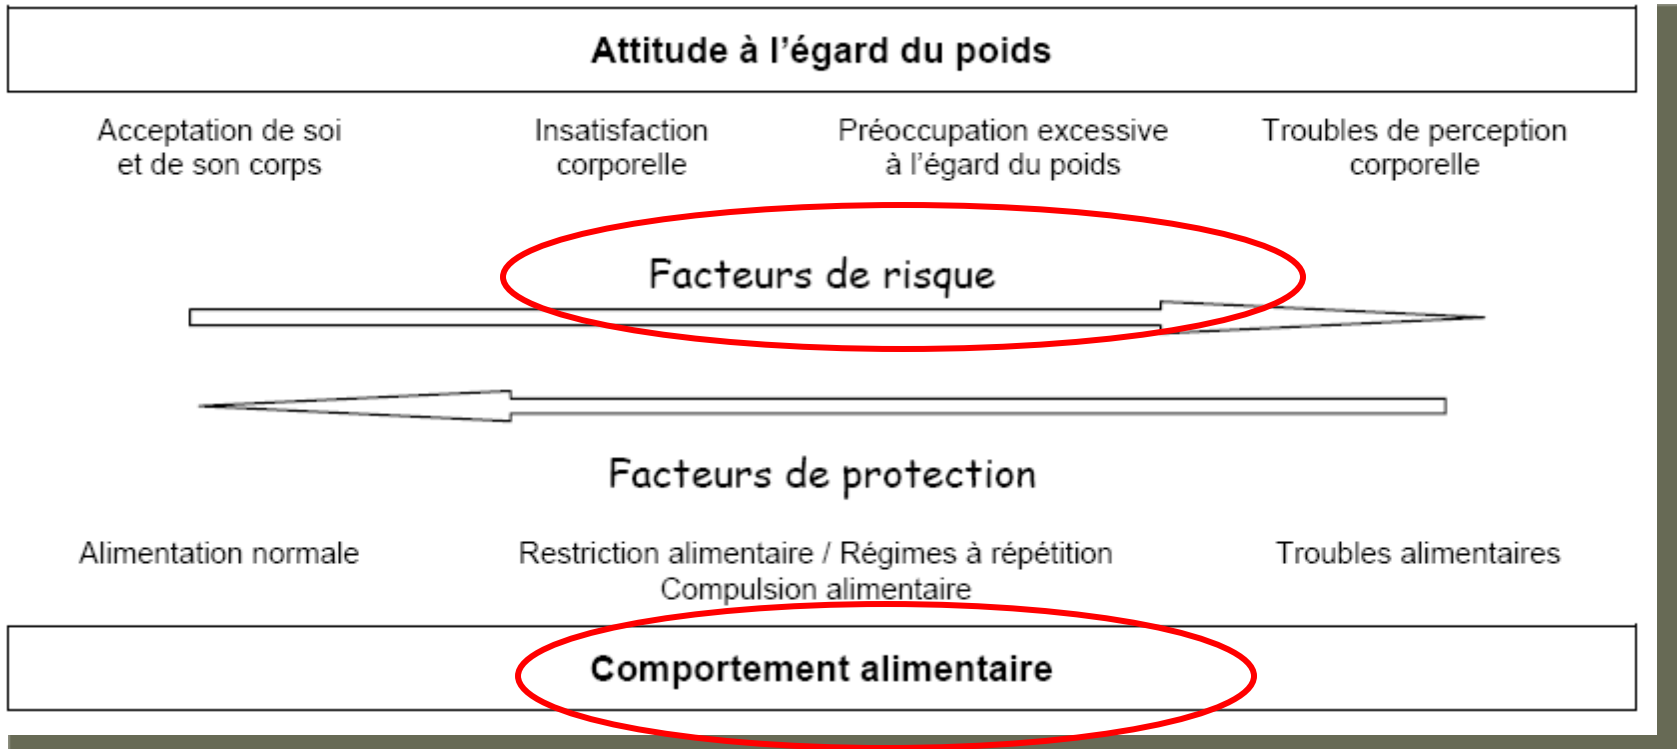 Attitude à l'égard du poids
Acceptation de soi
et de son corps
Insatisfaction
corporelle
Préoccupation excessive
à l'égard du poids
Troubles de perception
corporelle
Facteurs de risque
Facteurs de protection
Alimentation normale
Restriction alimentaire / Régimes à répétition
Compulsion alimentaire
Troubles alimentaires
Comportement alimentaire